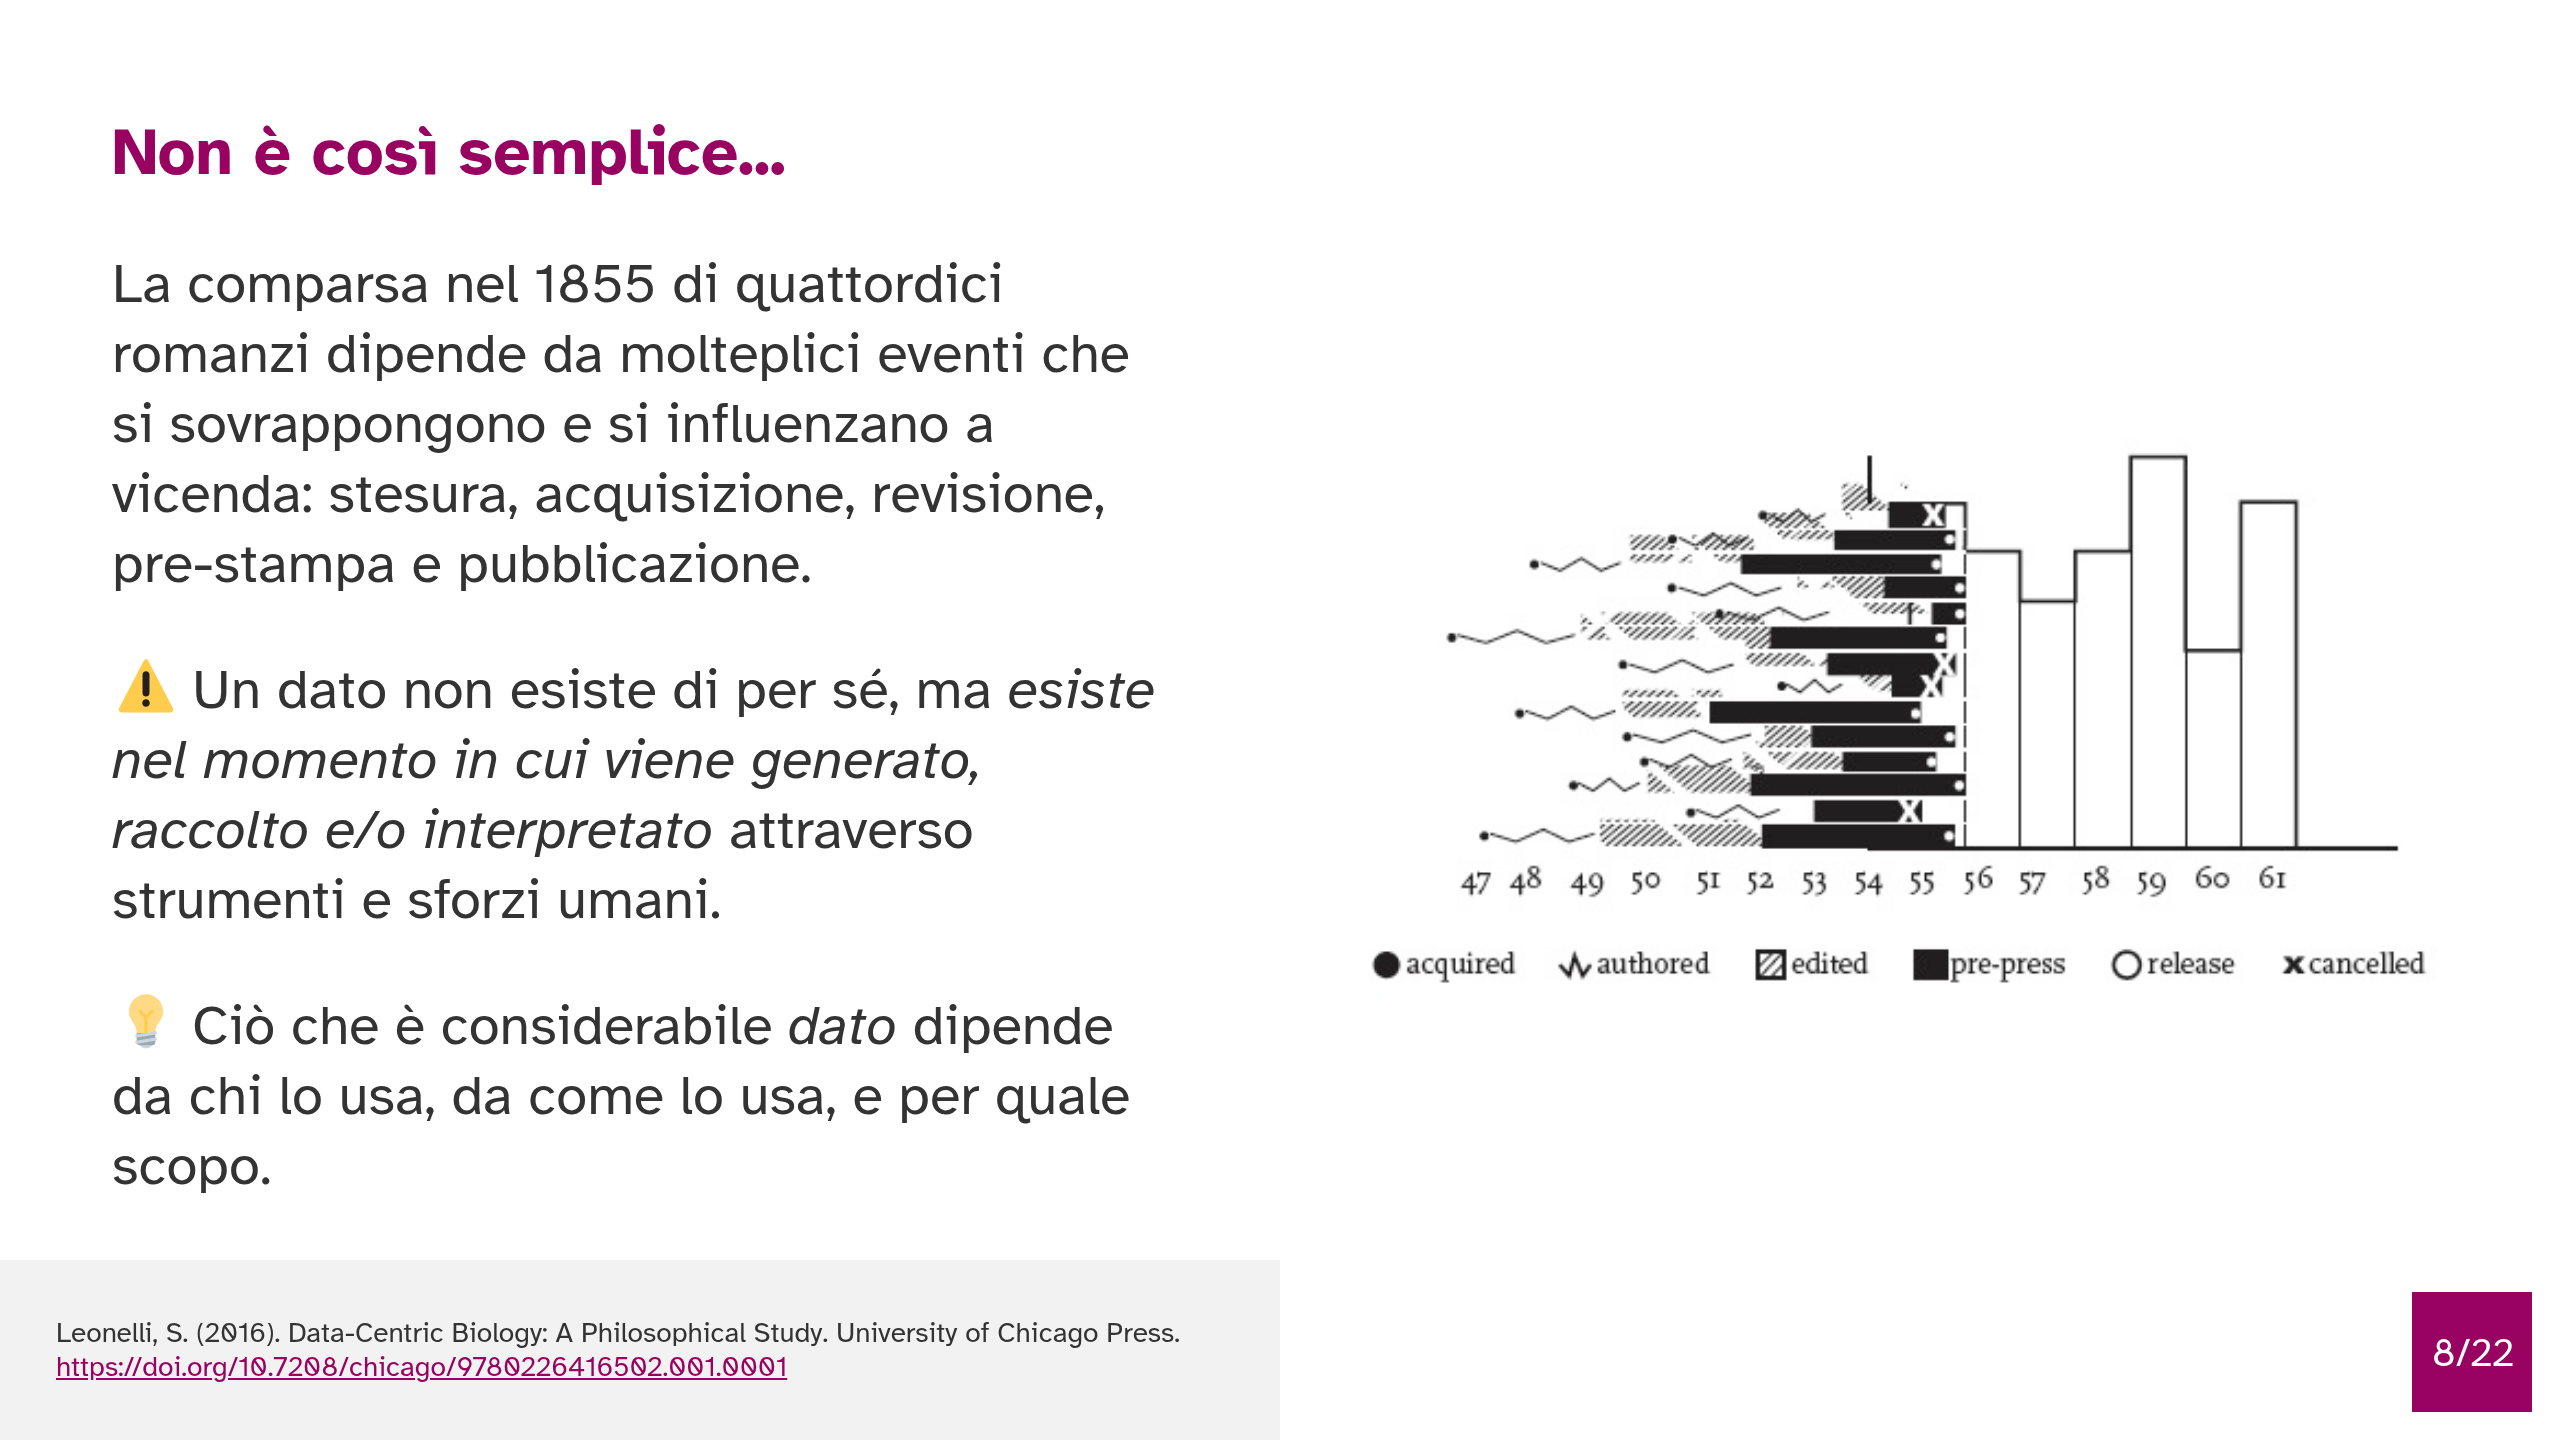 Non è così semplice...
La comparsa nel 1855 di quattordici
romanzi dipende da molteplici eventi che
si sovrappongono e si influenzano a
vicenda: stesura, acquisizione, revisione,
pre-stampa e pubblicazione.
⚠️ Un dato non esiste di per sé, ma esiste
nel momento in cui viene generato,
raccolto e/o interpretato attraverso
strumenti e sforzi umani.
💡 Ciò che è considerabile dato dipende
da chi lo usa, da come lo usa, e per quale
scopo.
47 48 49 50 51 52 53 54 55 56 57 58 59 60 61
acquired authored edited pre-press release cancelled
Leonelli, S. (2016). Data-Centric Biology: A Philosophical Study. University of Chicago Press.
https://doi.org/10.7208/chicago/9780226416502.001.0001
8/22